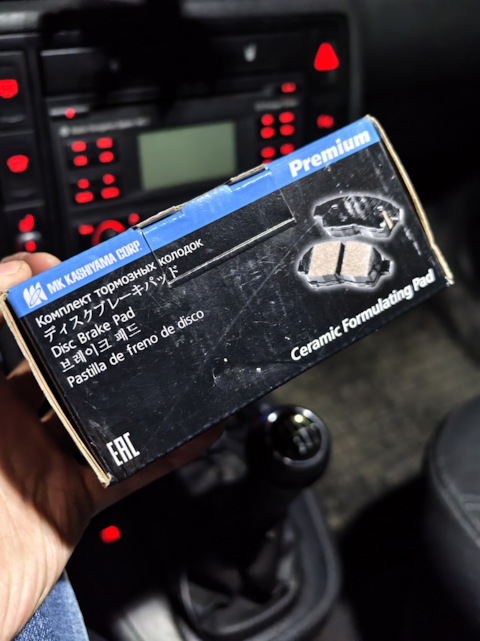 Premium
MK KASHIYAMA CORP.
Комплект тормозных колодок
ディスクブレーキパッド
Disc Brake Pad
브레이크 패드
Pastilla de freno de disco
Ceramic Formulating Pad
EAC